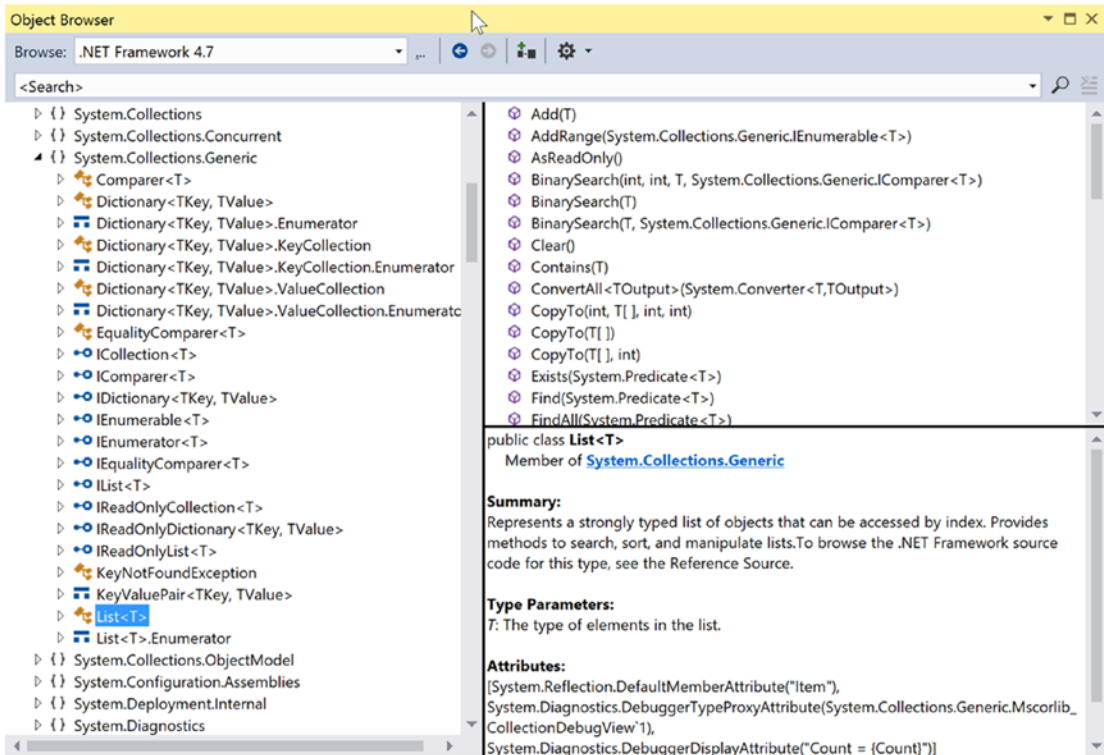 Object Browser
Browse: .NET Framework 4.7
<Search>
{ } System.Collections
{ } System.Collections.Concurrent
{ } System.Collections.Generic
Comparer<T>
Dictionary<TKey, TValue>
Dictionary<TKey, TValue>.Enumerator
Dictionary<TKey, TValue>.KeyCollection
Dictionary<TKey, TValue>.KeyCollection.Enumerator
Dictionary<TKey, TValue>.ValueCollection
Dictionary<TKey, TValue>.ValueCollection.Enumeratc
EqualityComparer<T>
ICollection<T>
IComparer<T>
IDictionary<TKey, TValue>
IEnumerable<T>
IEnumerator<T>
IEqualityComparer<T>
IList<T>
IReadOnlyCollection<T>
IReadOnlyDictionary<TKey, TValue>
IReadOnlyList<T>
KeyNotFoundException
KeyValuePair<TKey, TValue>
List<T>
List<T>.Enumerator
{ } System.Collections.ObjectModel
{ } System.Configuration.Assemblies
{ } System.Deployment.Internal
{ } System.Diagnostics
Add(T)
AddRange(System.Collections.Generic.IEnumerable<T>)
AsReadOnly()
BinarySearch(int, int, T, System.Collections.Generic.IComparer<T>)
BinarySearch(T)
BinarySearch(T, System.Collections.Generic.IComparer<T>)
Clear()
Contains(T)
ConvertAll<TOutput>(System.Converter<T,TOutput>)
CopyTo(int, T[ ], int, int)
CopyTo(T[ ])
CopyTo(T[ ], int)
Exists(System.Predicate<T>)
Find(System.Predicate<T>)
FindAll(System.Predicate<T>)
public class List<T>
Member of System.Collections.Generic
Summary:
Represents a strongly typed list of objects that can be accessed by index. Provides
methods to search, sort, and manipulate lists.To browse the .NET Framework source
code for this type, see the Reference Source.
Type Parameters:
T: The type of elements in the list.
Attributes:
[System.Reflection.DefaultMemberAttribute("Item"),
System.Diagnostics.DebuggerTypeProxyAttribute(System.Collections.Generic.Mscorlib_
CollectionDebugView`1),
System.Diagnostics.DebuggerDisplayAttribute("Count = {Count}")]